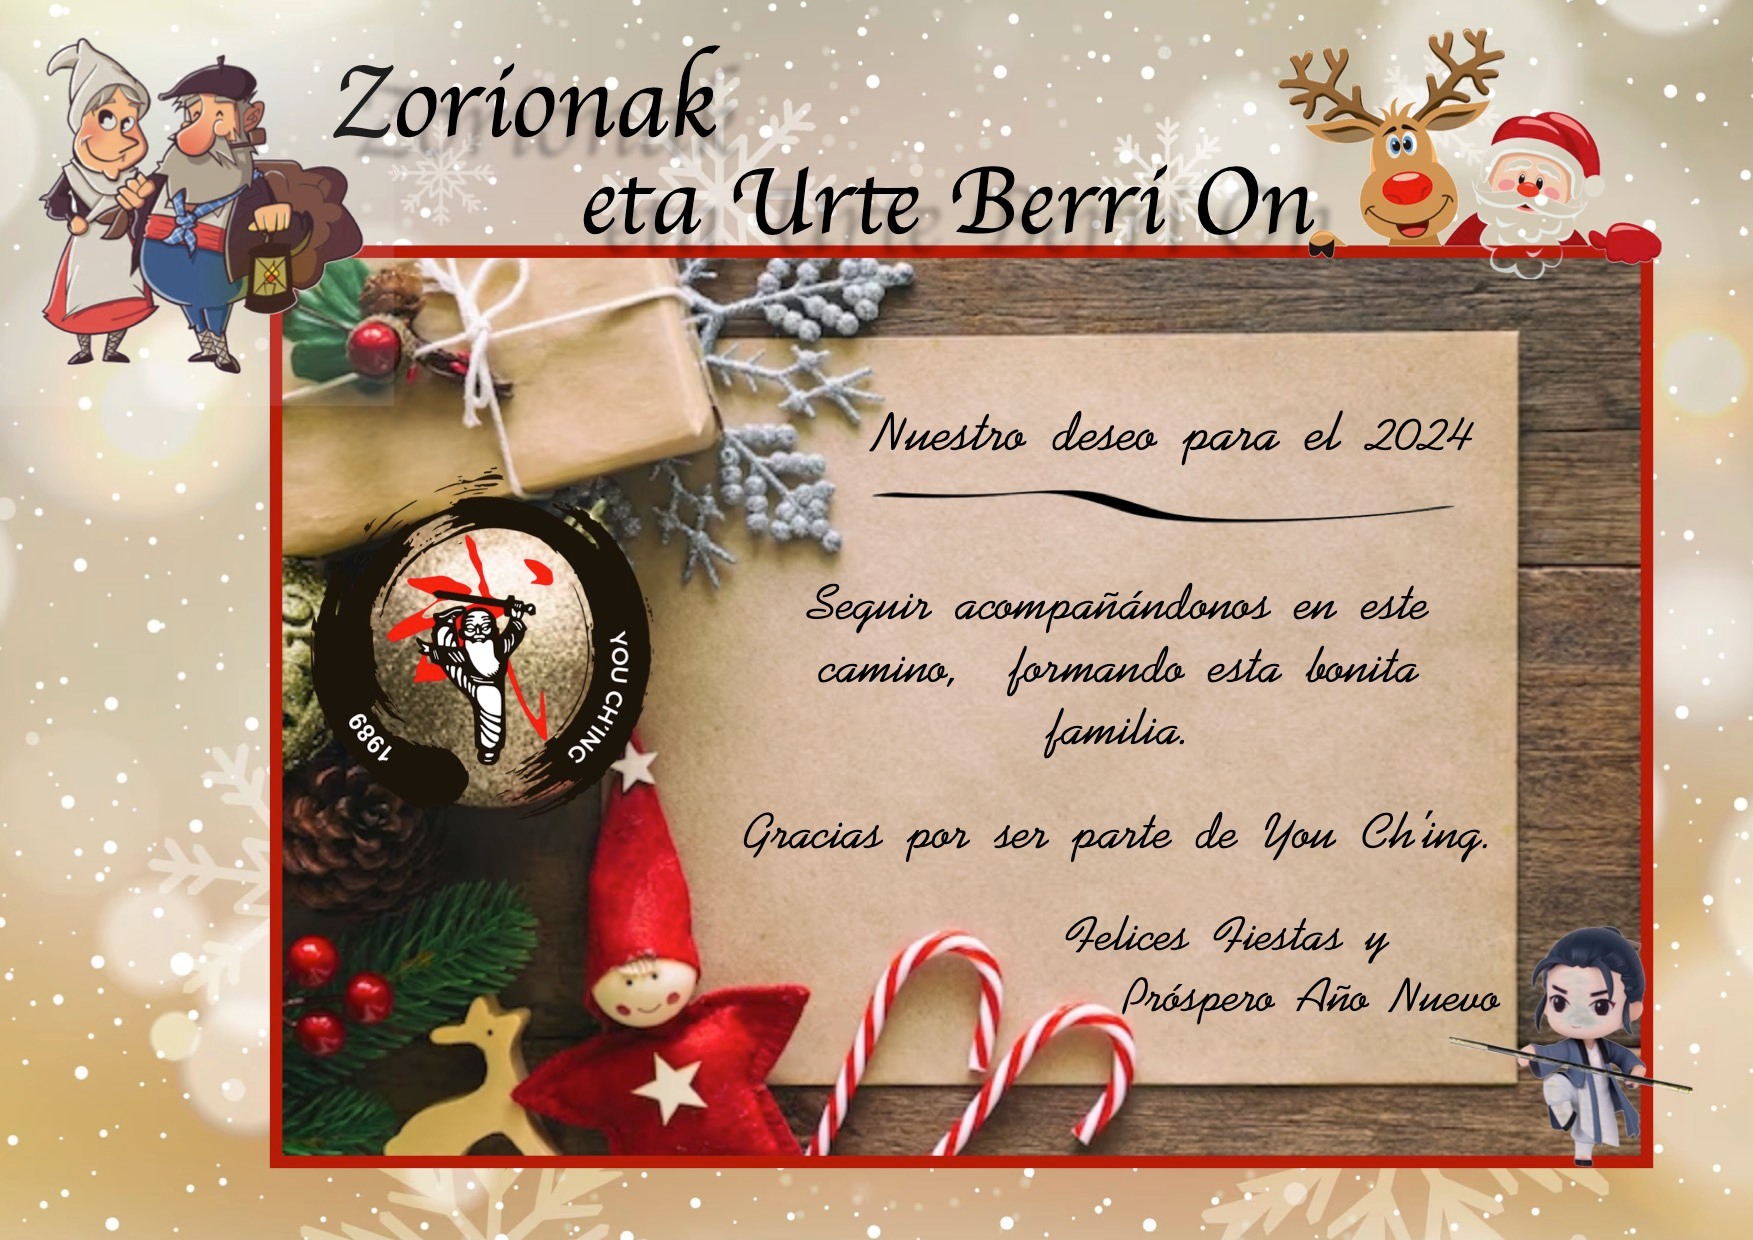 Zorionak
eta Urte Berri On
Nuestro deseo para el 2024
Seguir acompañándonos en este
camino, formando esta bonita
familia.
Gracias por ser parte de You Ch'ing.
Felices Fiestas y
Próspero Año Nuevo
1989
YOU CH'ING